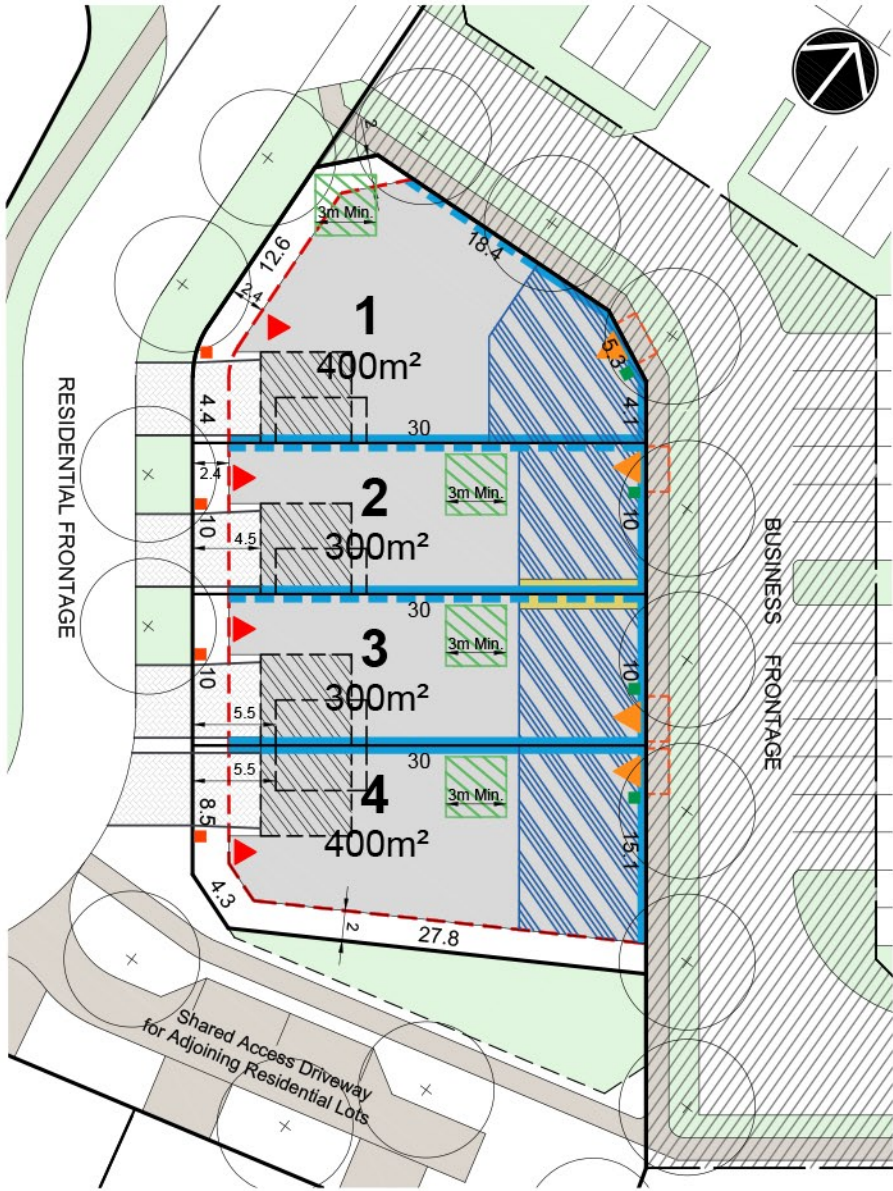 2
3m Min.
12.6
18.4
2.4
1
400m²
5.3
4.1
4.4
30
RESIDENTIAL FRONTAGE
2.4
2
3m Min.
10
10
4.5
300m²
BUSINESS FRONTAGE
30
3
3m Min.
10
10
300m²
5.5
30
5.5
4
3m Min.
8.5
400m²
15.1
4.3
2
27.8
Shared Access Driveway
for Adjoining Residential Lots